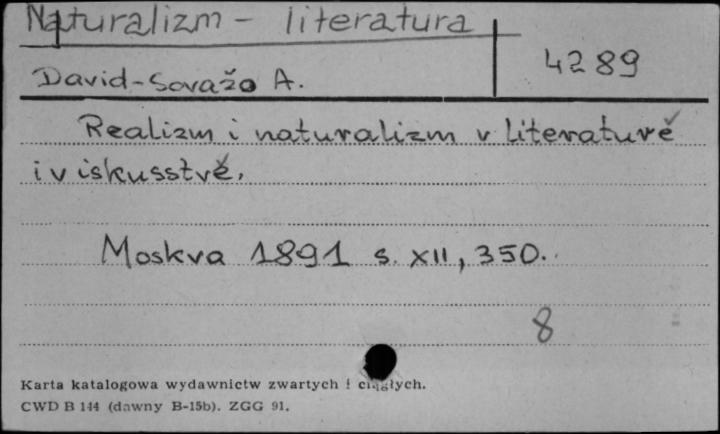 Naturalizm - literatura
David-Sovažo A.
4289
Realizm i naturalizm v literaturě
i v iskusstvě.
Moskva 1891 s. XII, 350.
8
Karta katalogowa wydawnictw zwartych i ciągłych.
CWD B 144 (dawny B-15b). ZGG 91.